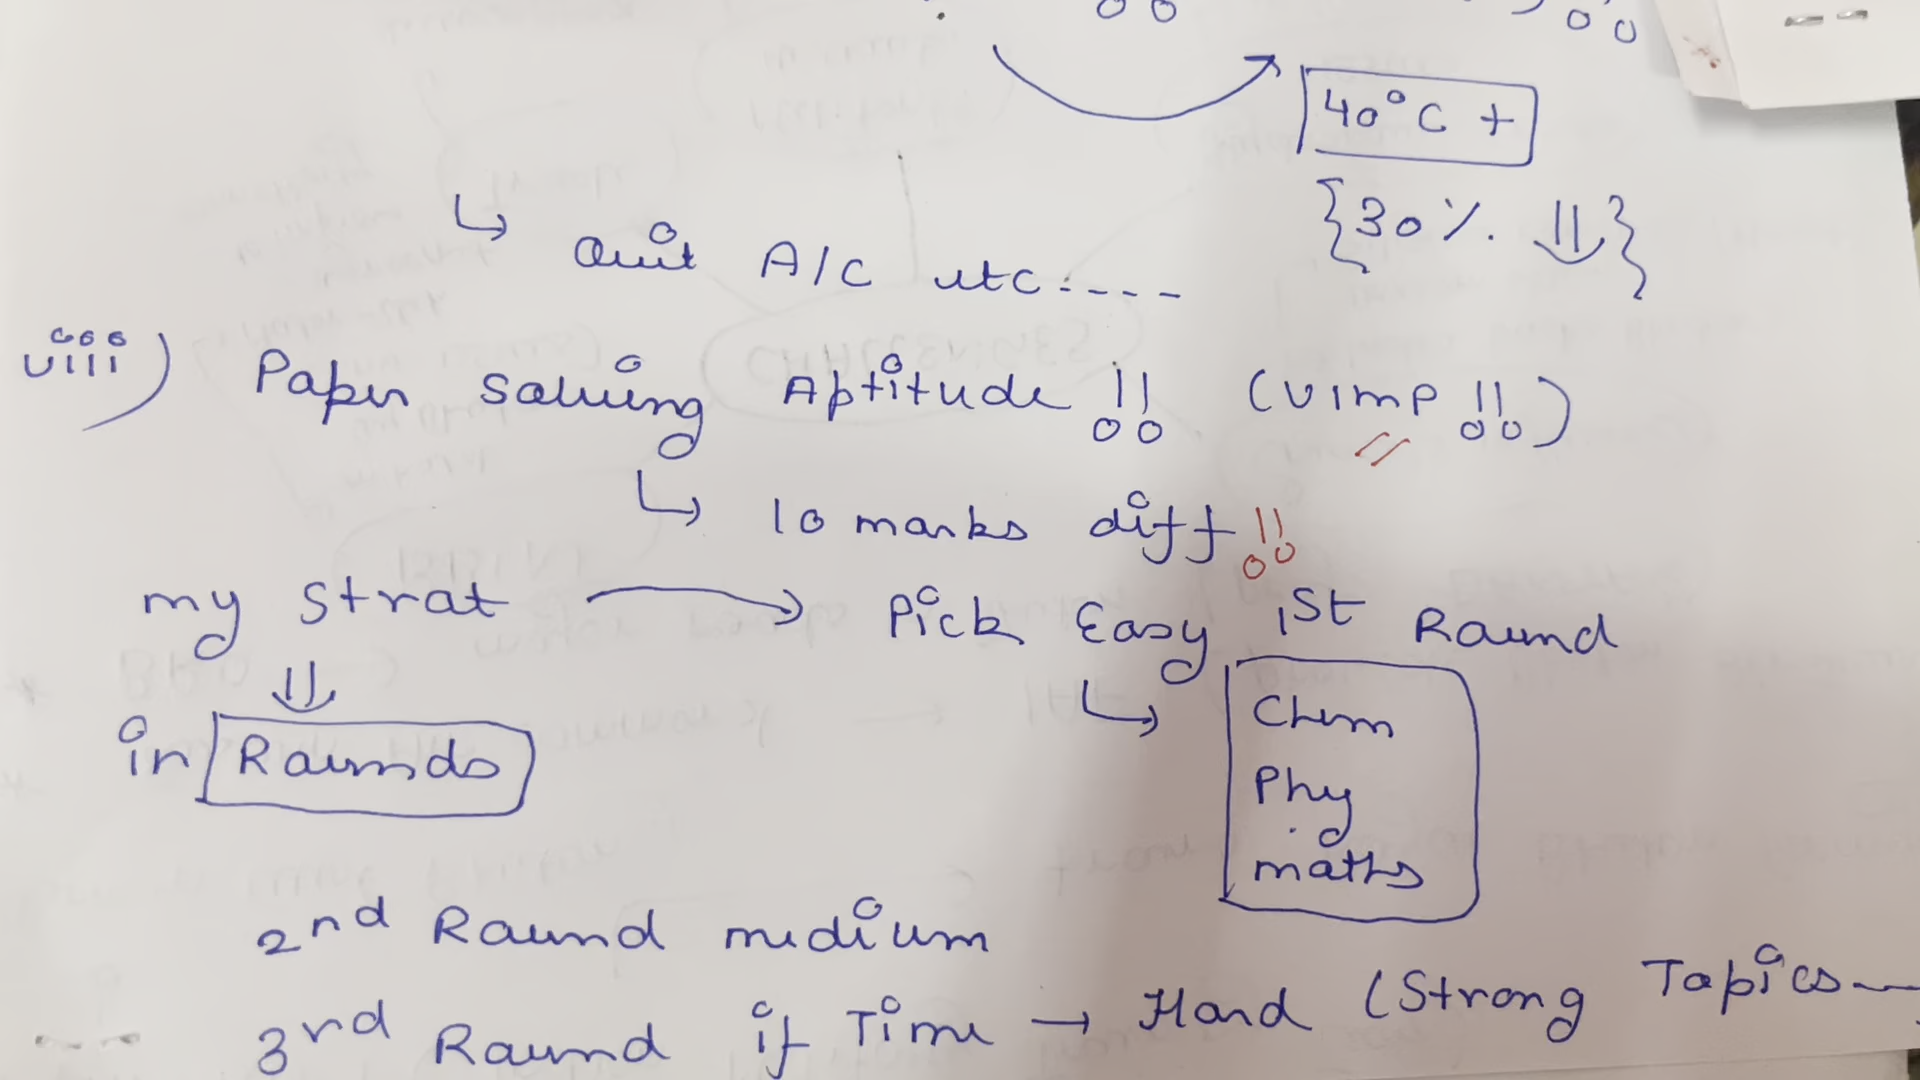 !! !!
40°C +
{30% ⇓}
↳ Quit A/C etc.----
viii) Paper Solving Aptitude !! (VIMP !!)
↳ 10 marks diff !!
my Strat → Pick Easy 1st Round
⇓ ↳ Chem
in Rounds Phy
maths
2nd Round medium
3rd Round if Time → Hard (Strong Topics